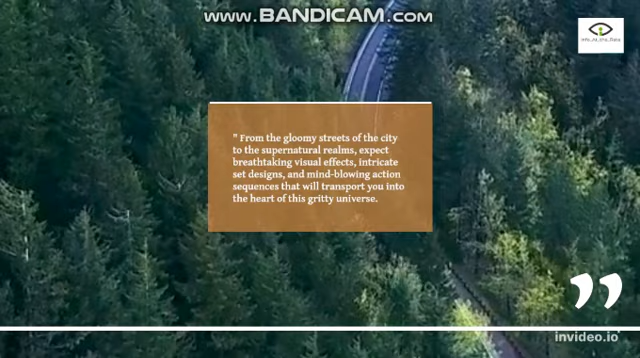 www.BANDICAM.com
" From the gloomy streets of the city
to the supernatural realms, expect
breathtaking visual effects, intricate
set designs, and mind-blowing action
sequences that will transport you into
the heart of this gritty universe.
”
invideo.io